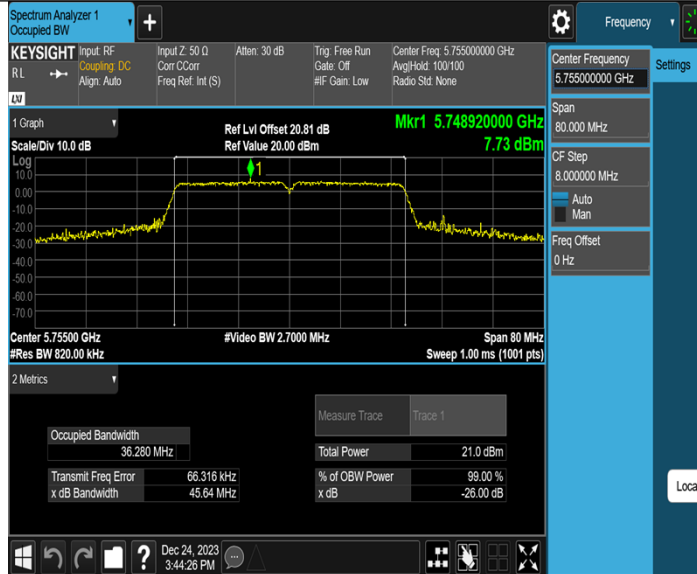 Spectrum Analyzer 1
Occupied BW
Frequency
KEYSIGHT
RL
LXI
Input: RF
Coupling: DC
Align: Auto
Input Z: 50 Ω
Corr CCorr
Freq Ref: Int (S)
Atten: 30 dB
Trig: Free Run
Gate: Off
#IF Gain: Low
Center Freq: 5.755000000 GHz
Avg|Hold: 100/100
Radio Std: None
Center Frequency
5.755000000 GHz
Settings
Span
80.000 MHz
CF Step
8.000000 MHz
Auto
Man
Freq Offset
0 Hz
1 Graph
Scale/Div 10.0 dB
Ref Lvl Offset 20.81 dB
Ref Value 20.00 dBm
Mkr1 5.748920000 GHz
7.73 dBm
Log
10.0
0.00
-10.0
-20.0
-30.0
-40.0
-50.0
-60.0
-70.0
1
Center 5.75500 GHz
#Res BW 820.00 kHz
#Video BW 2.7000 MHz
Span 80 MHz
Sweep 1.00 ms (1001 pts)
2 Metrics
Measure Trace
Trace 1
Occupied Bandwidth
36.280 MHz
Total Power
21.0 dBm
Transmit Freq Error
66.316 kHz
% of OBW Power
99.00 %
x dB Bandwidth
45.64 MHz
x dB
-26.00 dB
Loca
Dec 24, 2023
3:44:26 PM